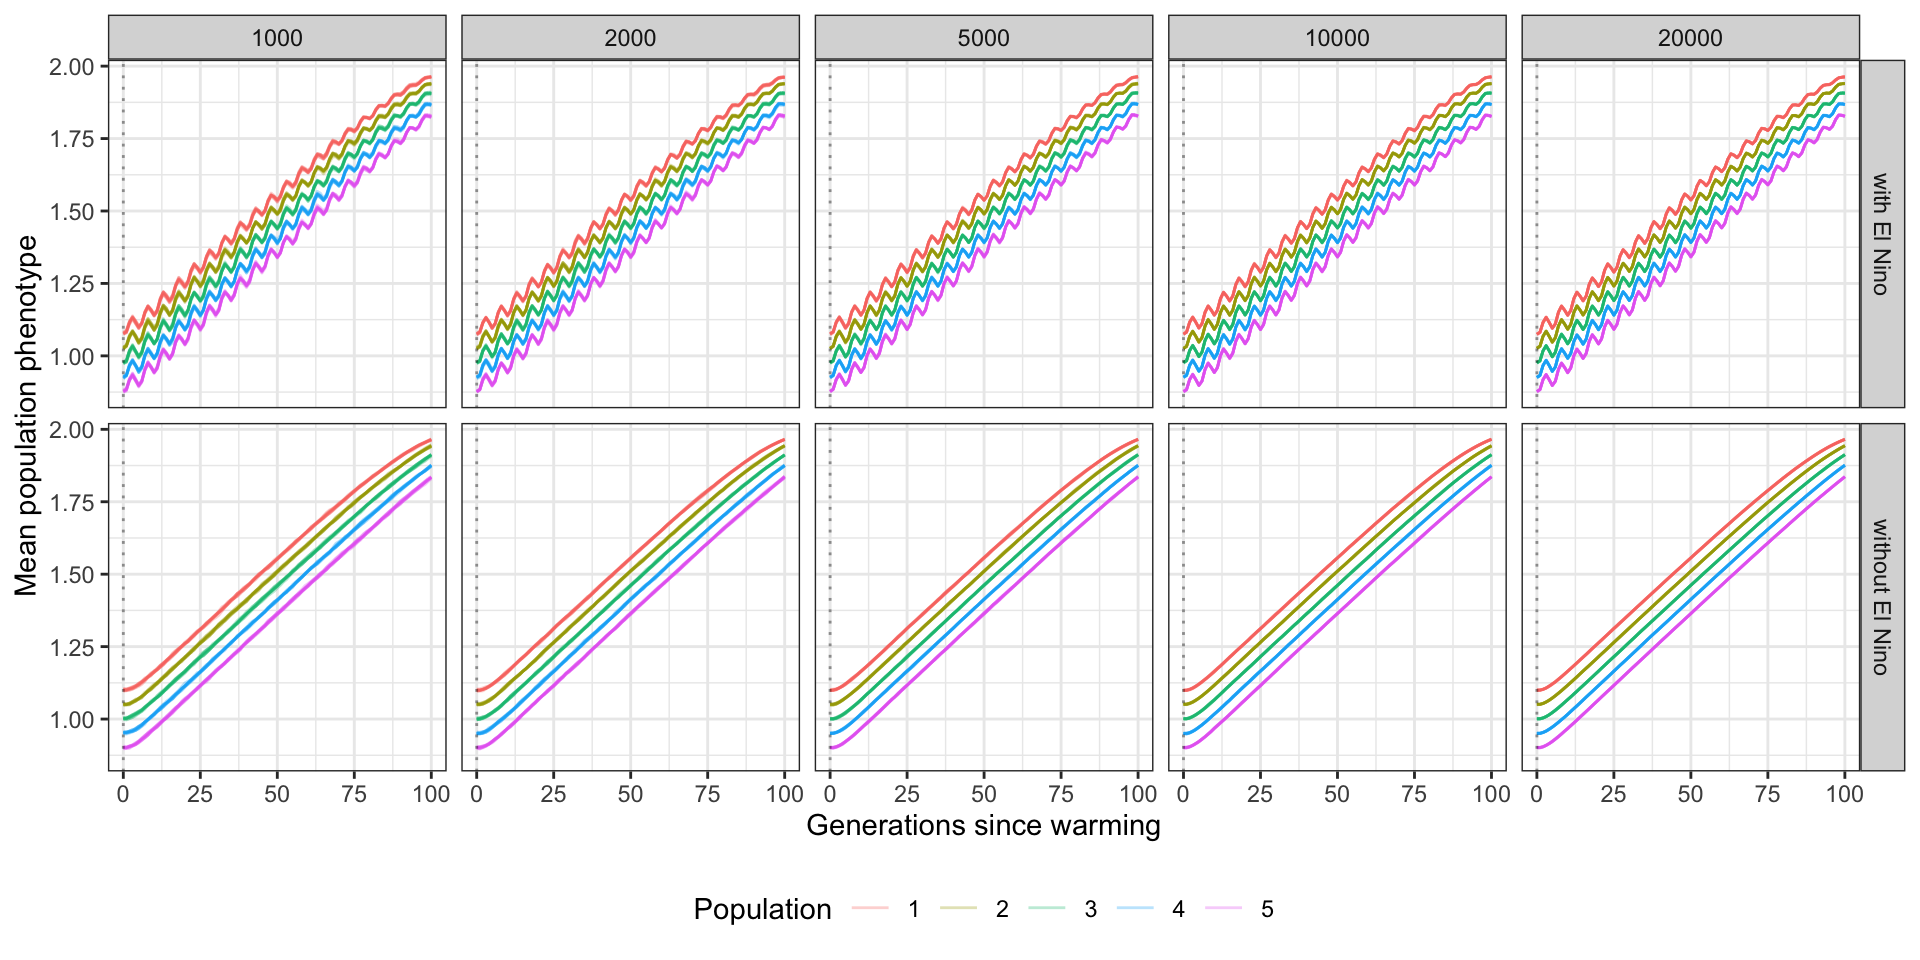 1000 2000 5000 10000 20000
2.00
1.75
1.50
1.25
1.00
with El Nino
2.00
1.75
1.50
1.25
1.00
without El Nino
Mean population phenotype
0 25 50 75 100 0 25 50 75 100 0 25 50 75 100 0 25 50 75 100 0 25 50 75 100
Generations since warming
Population 1 2 3 4 5